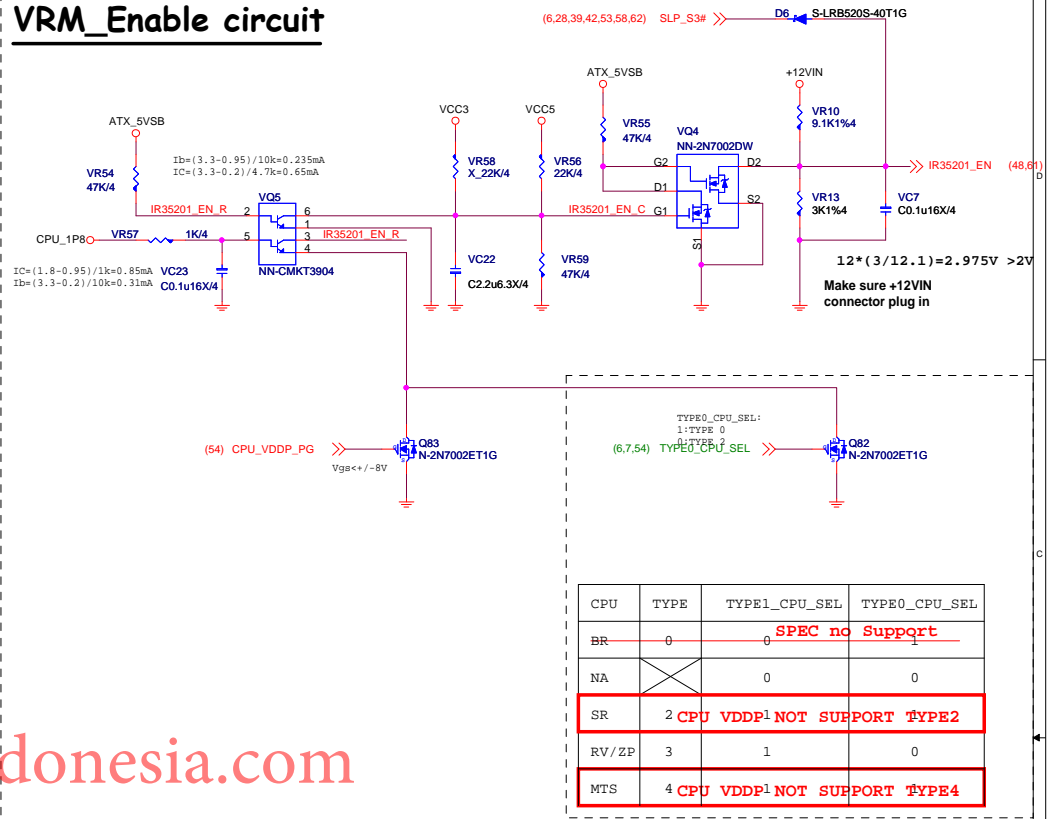 VRM_Enable circuit
(6,28,39,42,53,58,62) SLP_S3#
D6 S-LRB520S-40T1G
ATX_5VSB
+12VIN
VR10
9.1K1%4
VCC3
VCC5
ATX_5VSB
VR55
47K/4
VQ4
NN-2N7002DW
Ib=(3.3-0.95)/10k=0.235mA
IC=(3.3-0.2)/4.7k=0.65mA
VR54
47K/4
VR58
X_22K/4
VR56
22K/4
G2 D2
IR35201_EN (48,61)
D
D1
S2
VQ5
VR13
3K1%4
VC7
C0.1u16X/4
IR35201_EN_R 2 6
IR35201_EN_C G1
1
CPU_1P8 VR57 1K/4 5 3 IR35201_EN_R
4
S1
IC=(1.8-0.95)/1k=0.85mA
Ib=(3.3-0.2)/10k=0.31mA
VC23
C0.1u16X/4
NN-CMKT3904
VC22
C2.2u6.3X/4
VR59
47K/4
12*(3/12.1)=2.975V >2V
Make sure +12VIN
connector plug in
TYPE0_CPU_SEL:
1:TYPE 0
0:TYPE 2
(54) CPU_VDDP_PG
Q83
N-2N7002ET1G
Vgs<+/-8V
(6,7,54) TYPE0_CPU_SEL
Q82
N-2N7002ET1G
C
CPU TYPE TYPE1_CPU_SEL TYPE0_CPU_SEL
SPEC no Support
BR 0 0 1
NA 0 0
SR 2 1 1
CPU VDDP NOT SUPPORT TYPE2
RV/ZP 3 1 0
MTS 4 1 1
CPU VDDP NOT SUPPORT TYPE4
donesia.com